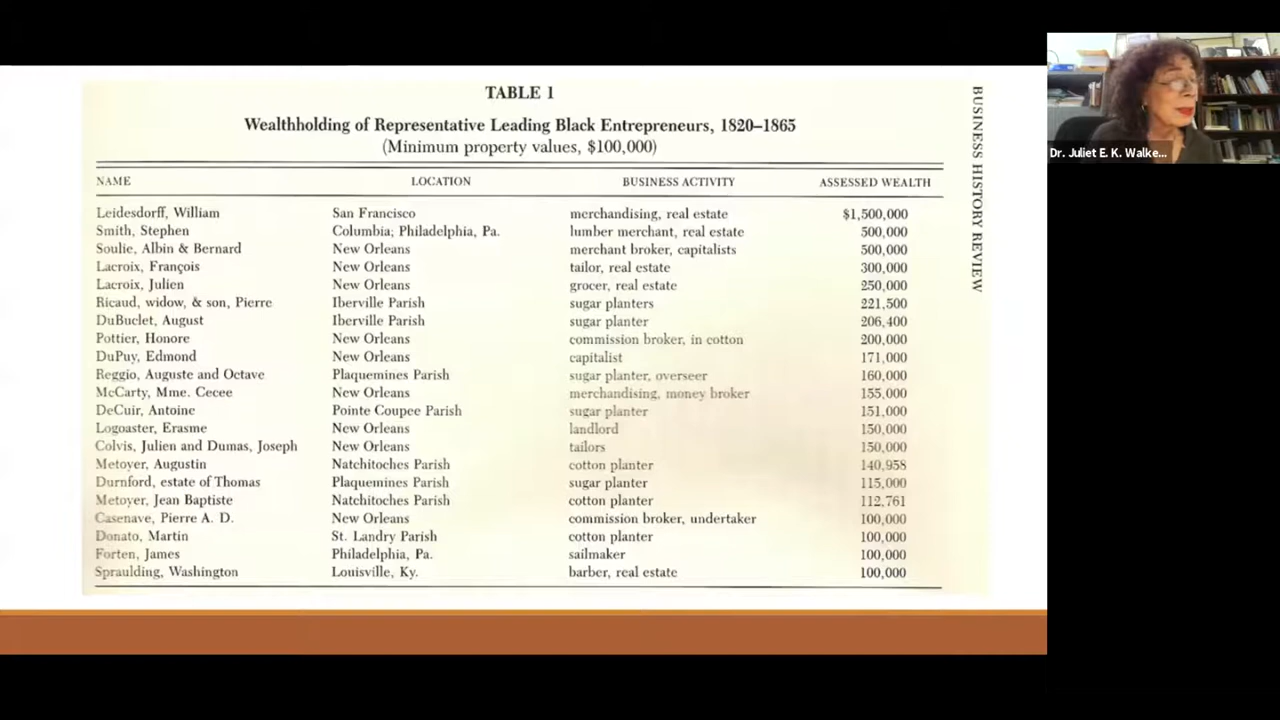 TABLE 1
Wealthholding of Representative Leading Black Entrepreneurs, 1820–1865
(Minimum property values, $100,000)
NAME LOCATION BUSINESS ACTIVITY ASSESSED WEALTH
Leidesdorff, William San Francisco merchandising, real estate $1,500,000
Smith, Stephen Columbia; Philadelphia, Pa. lumber merchant, real estate 500,000
Soulie, Albin & Bernard New Orleans merchant broker, capitalists 500,000
Lacroix, François New Orleans tailor, real estate 300,000
Lacroix, Julien New Orleans grocer, real estate 250,000
Ricaud, widow, & son, Pierre Iberville Parish sugar planters 221,500
DuBuclet, August Iberville Parish sugar planter 206,400
Pottier, Honore New Orleans commission broker, in cotton 200,000
DuPuy, Edmond New Orleans capitalist 171,000
Reggio, Auguste and Octave Plaquemines Parish sugar planter, overseer 160,000
McCarty, Mme. Cecee New Orleans merchandising, money broker 155,000
DeCuir, Antoine Pointe Coupee Parish sugar planter 151,000
Logoaster, Erasme New Orleans landlord 150,000
Colvis, Julien and Dumas, Joseph New Orleans tailors 150,000
Metoyer, Augustin Natchitoches Parish cotton planter 140,958
Durnford, estate of Thomas Plaquemines Parish sugar planter 115,000
Metoyer, Jean Baptiste Natchitoches Parish cotton planter 112,761
Casenave, Pierre A. D. New Orleans commission broker, undertaker 100,000
Donato, Martin St. Landry Parish cotton planter 100,000
Forten, James Philadelphia, Pa. sailmaker 100,000
Spraulding, Washington Louisville, Ky. barber, real estate 100,000
BUSINESS HISTORY REVIEW
Dr. Juliet E. K. Walke...